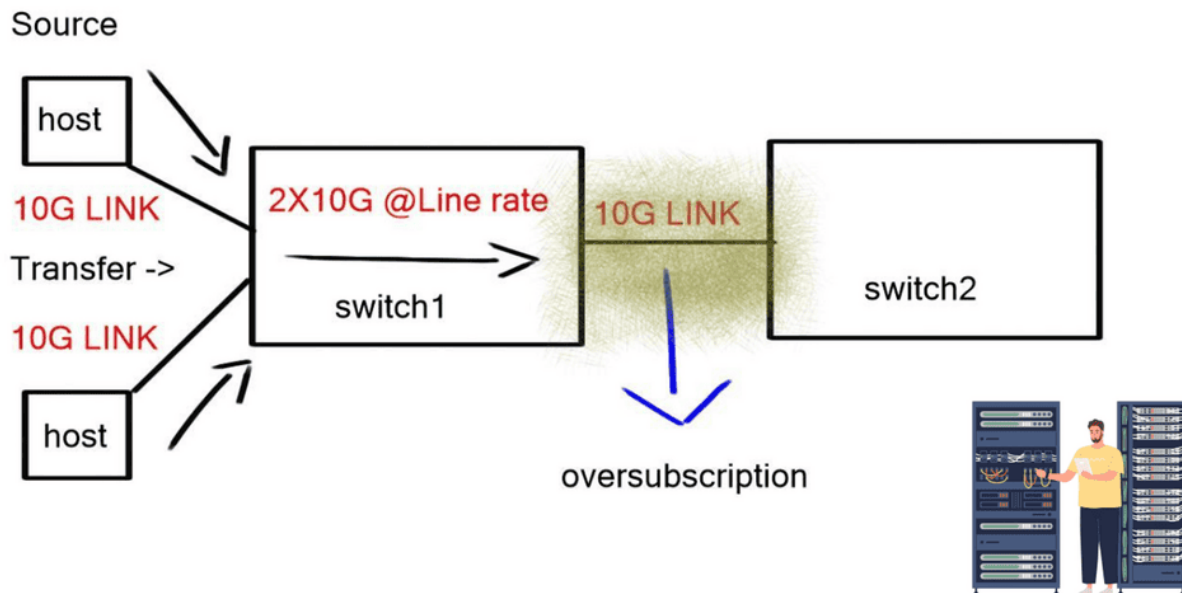 Source
host
10G LINK
Transfer ->
10G LINK
host
2X10G @Line rate
switch1
10G LINK
switch2
oversubscription